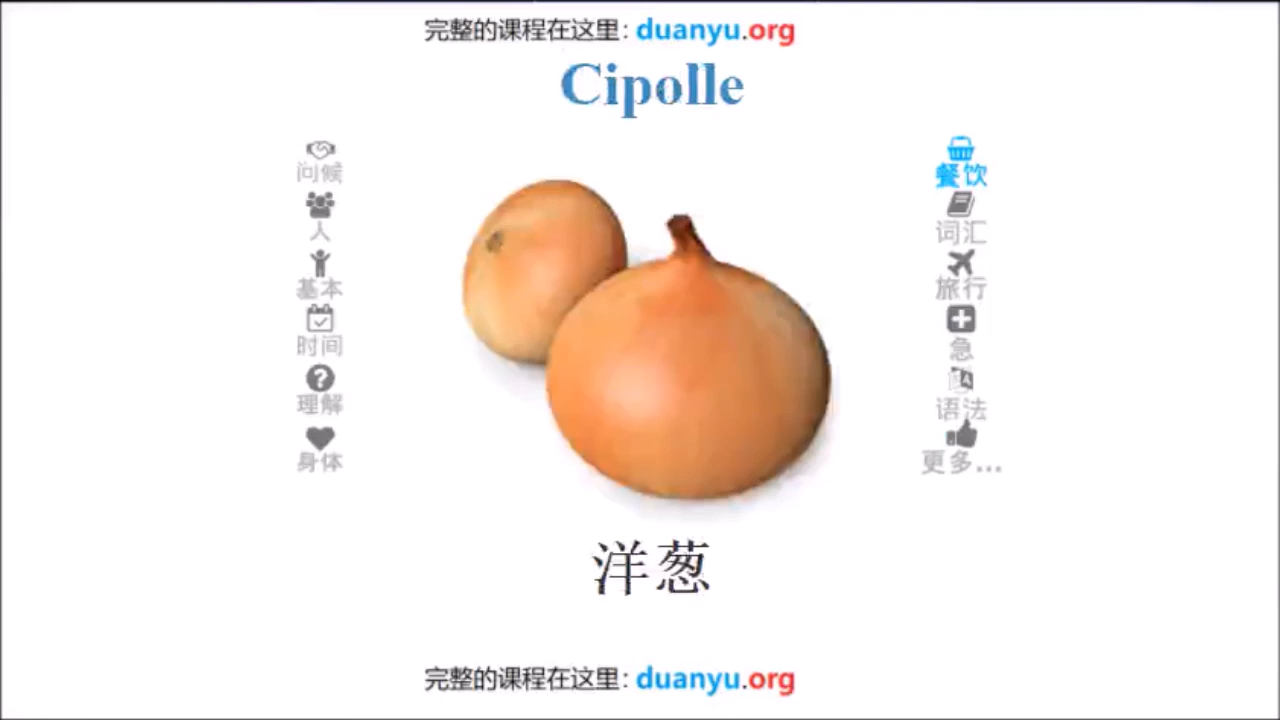 完整的课程在这里: duanyu.org
Cipolle
问候
人
基本
时间
理解
身体
餐饮
词汇
旅行
急
语法
更多...
洋葱
完整的课程在这里: duanyu.org